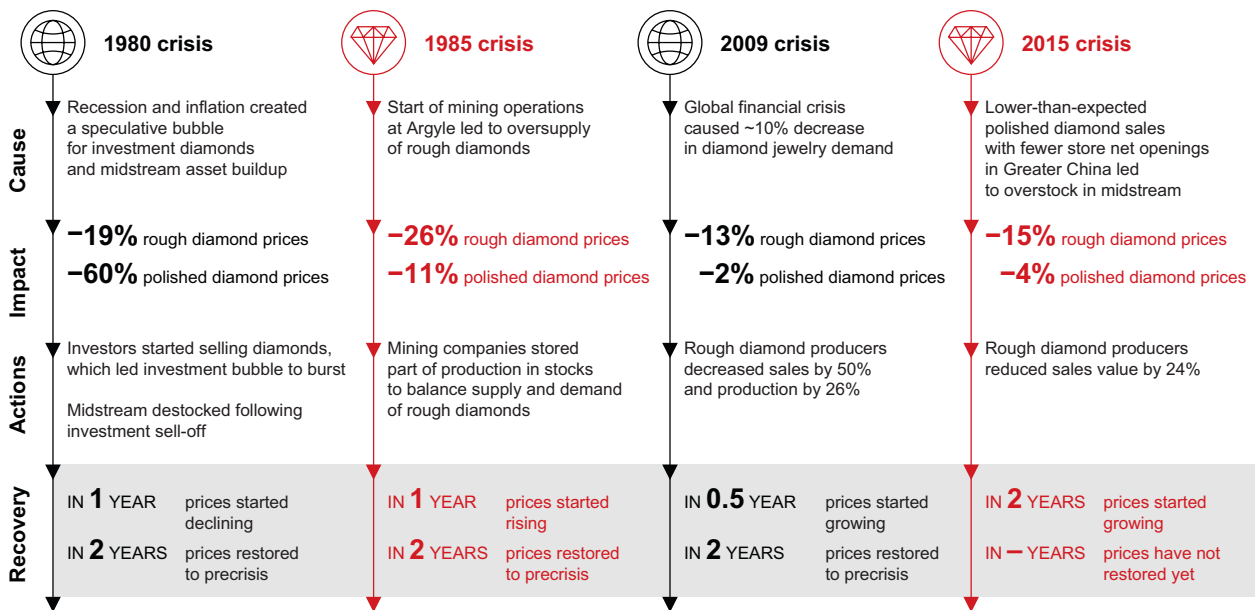 1980 crisis
1985 crisis
2009 crisis
2015 crisis
Cause
Recession and inflation created
a speculative bubble
for investment diamonds
and midstream asset buildup
Start of mining operations
at Argyle led to oversupply
of rough diamonds
Global financial crisis
caused ~10% decrease
in diamond jewelry demand
Lower-than-expected
polished diamond sales
with fewer store net openings
in Greater China led
to overstock in midstream
Impact
−19% rough diamond prices
−60% polished diamond prices
−26% rough diamond prices
−11% polished diamond prices
−13% rough diamond prices
−2% polished diamond prices
−15% rough diamond prices
−4% polished diamond prices
Actions
Investors started selling diamonds,
which led investment bubble to burst
Midstream destocked following
investment sell-off
Mining companies stored
part of production in stocks
to balance supply and demand
of rough diamonds
Rough diamond producers
decreased sales by 50%
and production by 26%
Rough diamond producers
reduced sales value by 24%
Recovery
IN 1 YEAR prices started
declining
IN 2 YEARS prices restored
to precrisis
IN 1 YEAR prices started
rising
IN 2 YEARS prices restored
to precrisis
IN 0.5 YEAR prices started
growing
IN 2 YEARS prices restored
to precrisis
IN 2 YEARS prices started
growing
IN – YEARS prices have not
restored yet